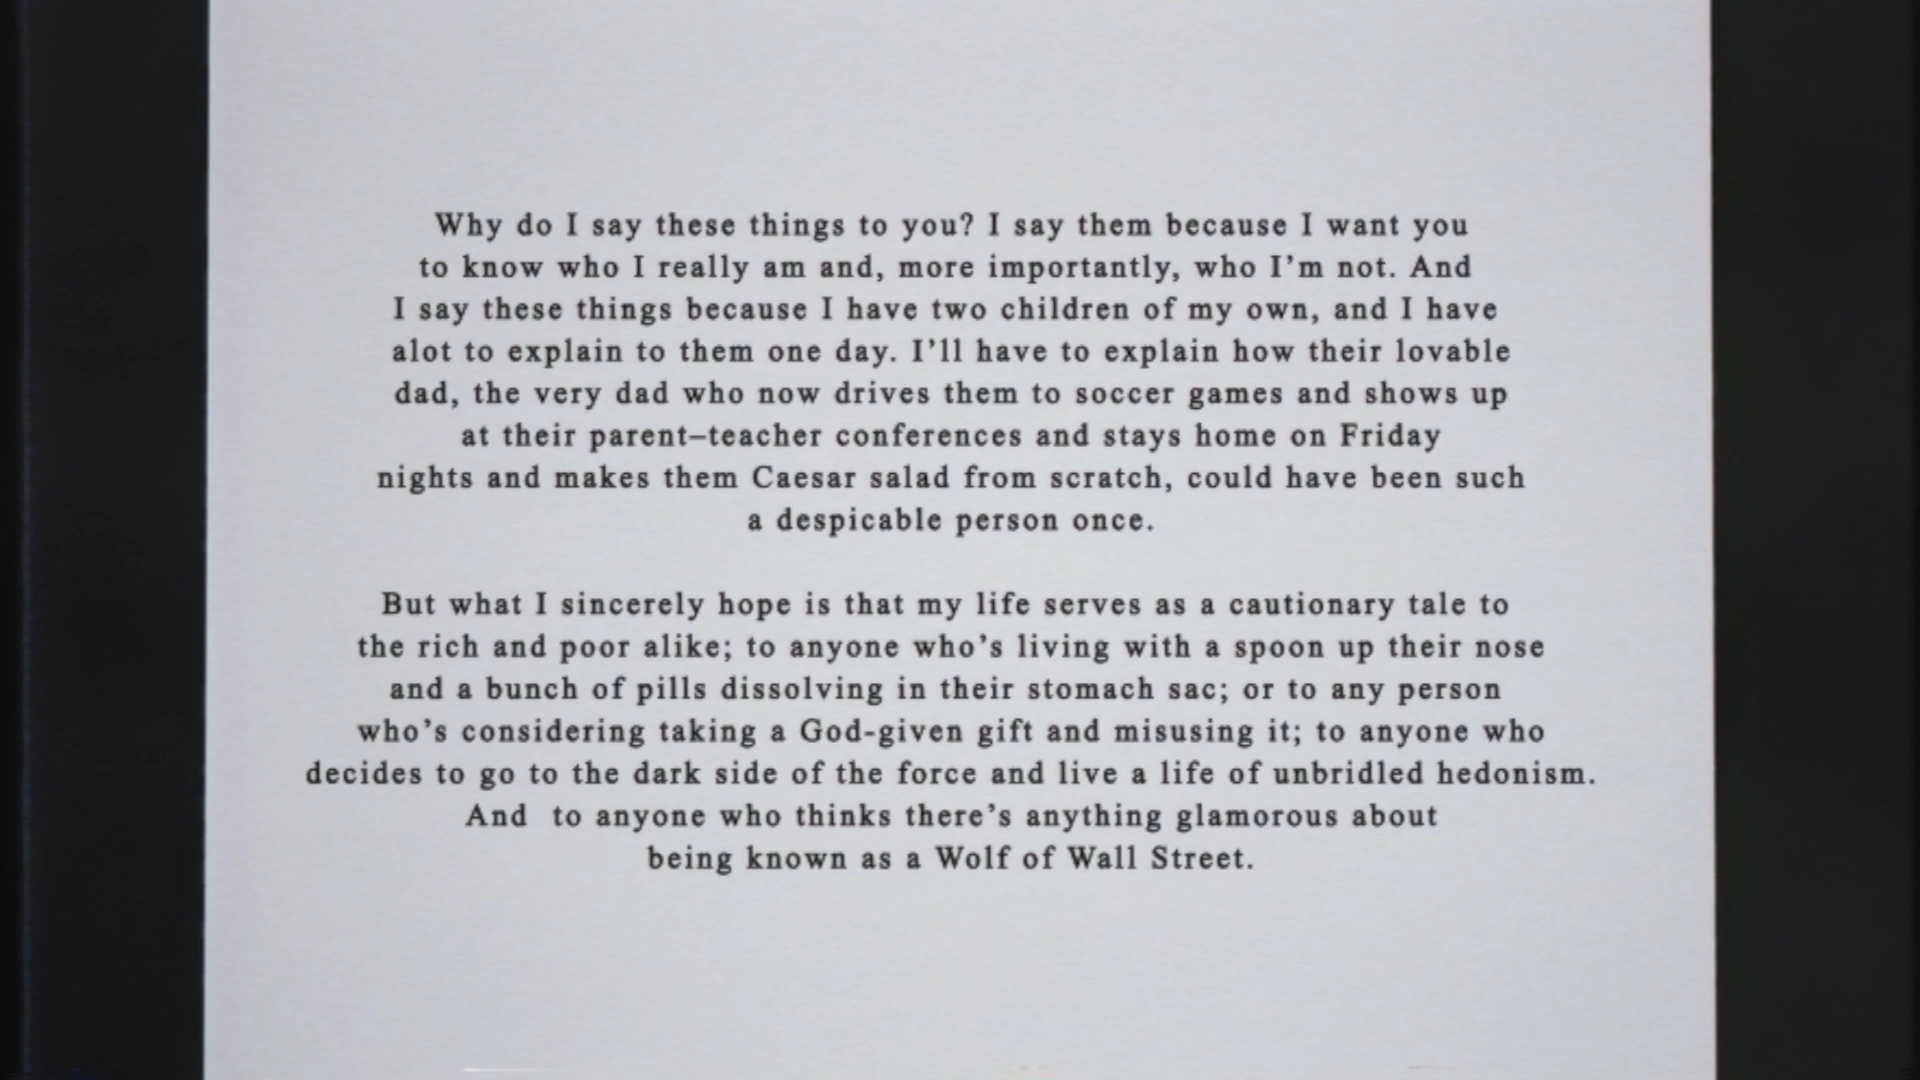 Why do I say these things to you? I say them because I want you
to know who I really am and, more importantly, who I’m not. And
I say these things because I have two children of my own, and I have
alot to explain to them one day. I’ll have to explain how their lovable
dad, the very dad who now drives them to soccer games and shows up
at their parent–teacher conferences and stays home on Friday
nights and makes them Caesar salad from scratch, could have been such
a despicable person once.
But what I sincerely hope is that my life serves as a cautionary tale to
the rich and poor alike; to anyone who’s living with a spoon up their nose
and a bunch of pills dissolving in their stomach sac; or to any person
who’s considering taking a God-given gift and misusing it; to anyone who
decides to go to the dark side of the force and live a life of unbridled hedonism.
And  to anyone who thinks there’s anything glamorous about
being known as a Wolf of Wall Street.